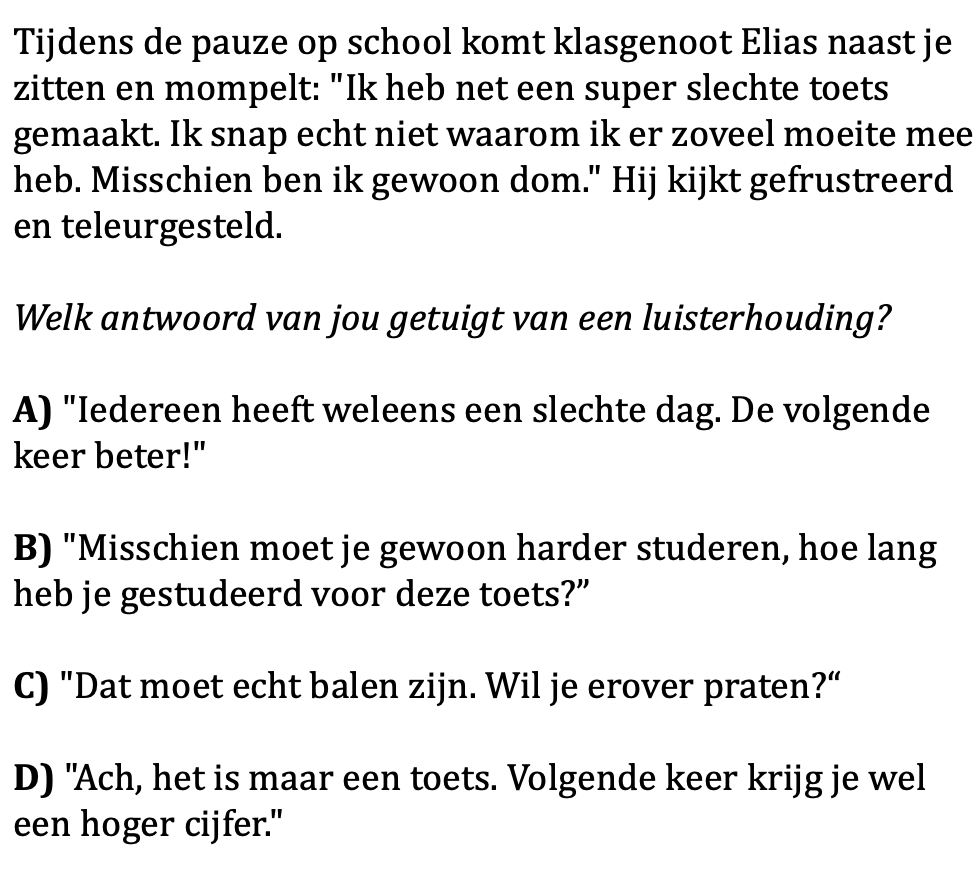 Tijdens de pauze op school komt klasgenoot Elias naast je
zitten en mompelt: "Ik heb net een super slechte toets
gemaakt. Ik snap echt niet waarom ik er zoveel moeite mee
heb. Misschien ben ik gewoon dom." Hij kijkt gefrustreerd
en teleurgesteld.
Welk antwoord van jou getuigt van een luisterhouding?
A) "Iedereen heeft weleens een slechte dag. De volgende
keer beter!"
B) "Misschien moet je gewoon harder studeren, hoe lang
heb je gestudeerd voor deze toets?”
C) "Dat moet echt balen zijn. Wil je erover praten?“
D) "Ach, het is maar een toets. Volgende keer krijg je wel
een hoger cijfer."